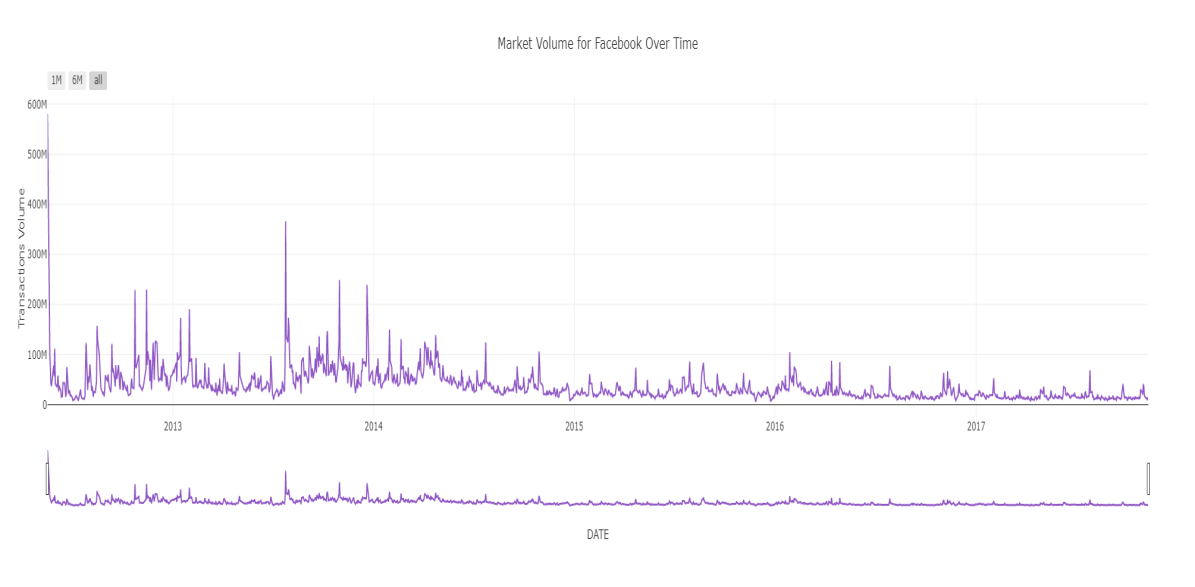 Market Volume for Facebook Over Time
1M 6M all
600M
500M
400M
300M
200M
100M
0
Transactions Volume
2013 2014 2015 2016 2017
DATE